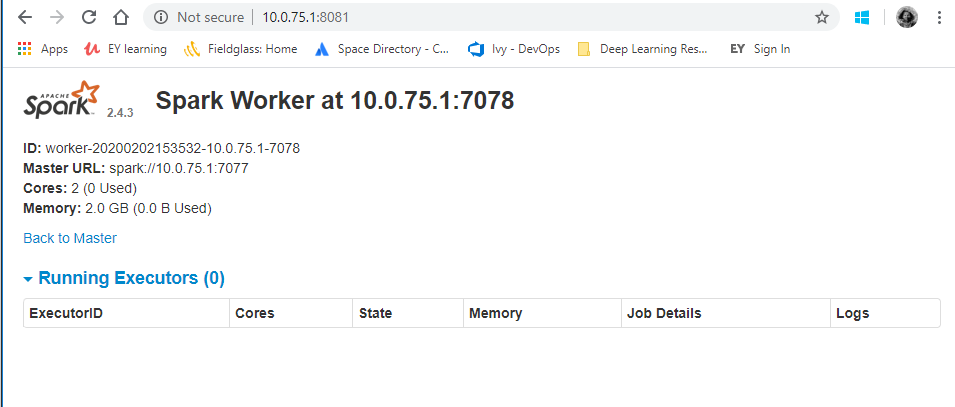 Not secure | 10.0.75.1:8081
Apps EY learning Fieldglass: Home Space Directory - C... Ivy - DevOps Deep Learning Res... EY Sign In
APACHE Spark 2.4.3 Spark Worker at 10.0.75.1:7078
ID: worker-20200202153532-10.0.75.1-7078
Master URL: spark://10.0.75.1:7077
Cores: 2 (0 Used)
Memory: 2.0 GB (0.0 B Used)
Back to Master
Running Executors (0)
ExecutorID Cores State Memory Job Details Logs